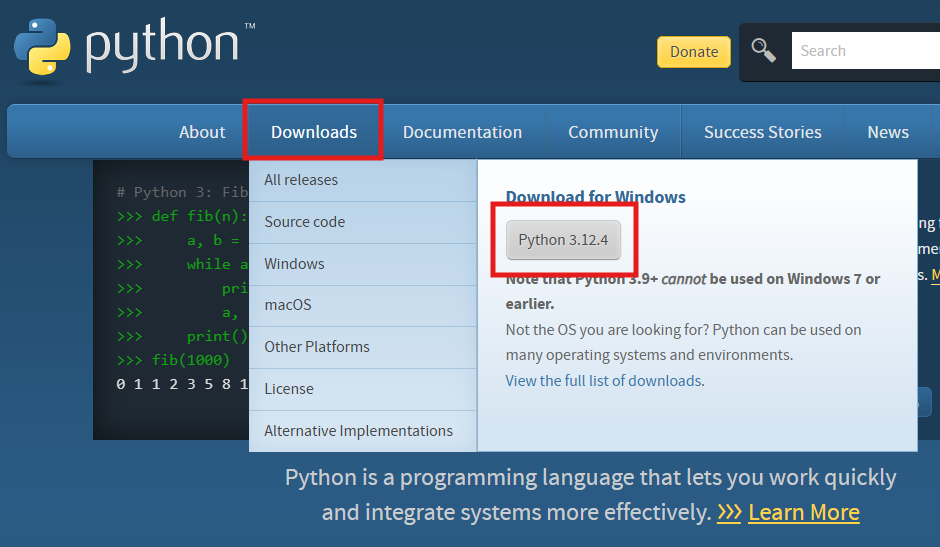 python™
Donate
Search
About Downloads Documentation Community Success Stories News
# Python 3: Fib
>>> def fib(n):
>>> a, b =
>>> while a
>>> pri
>>> a,
>>> print()
>>> fib(1000)
0 1 1 2 3 5 8 1
All releases
Source code
Windows
macOS
Other Platforms
License
Alternative Implementations
Download for Windows
Python 3.12.4
Note that Python 3.9+ cannot be used on Windows 7 or
earlier.
Not the OS you are looking for? Python can be used on
many operating systems and environments.
View the full list of downloads.
Python is a programming language that lets you work quickly
and integrate systems more effectively. >>> Learn More